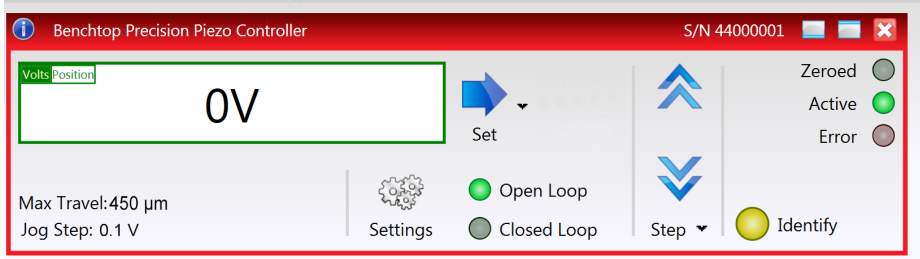 Benchtop Precision Piezo Controller
S/N 44000001
Volts Position
0V
Set
Zeroed
Active
Error
Max Travel:450 μm
Jog Step: 0.1 V
Settings
Open Loop
Closed Loop
Step
Identify